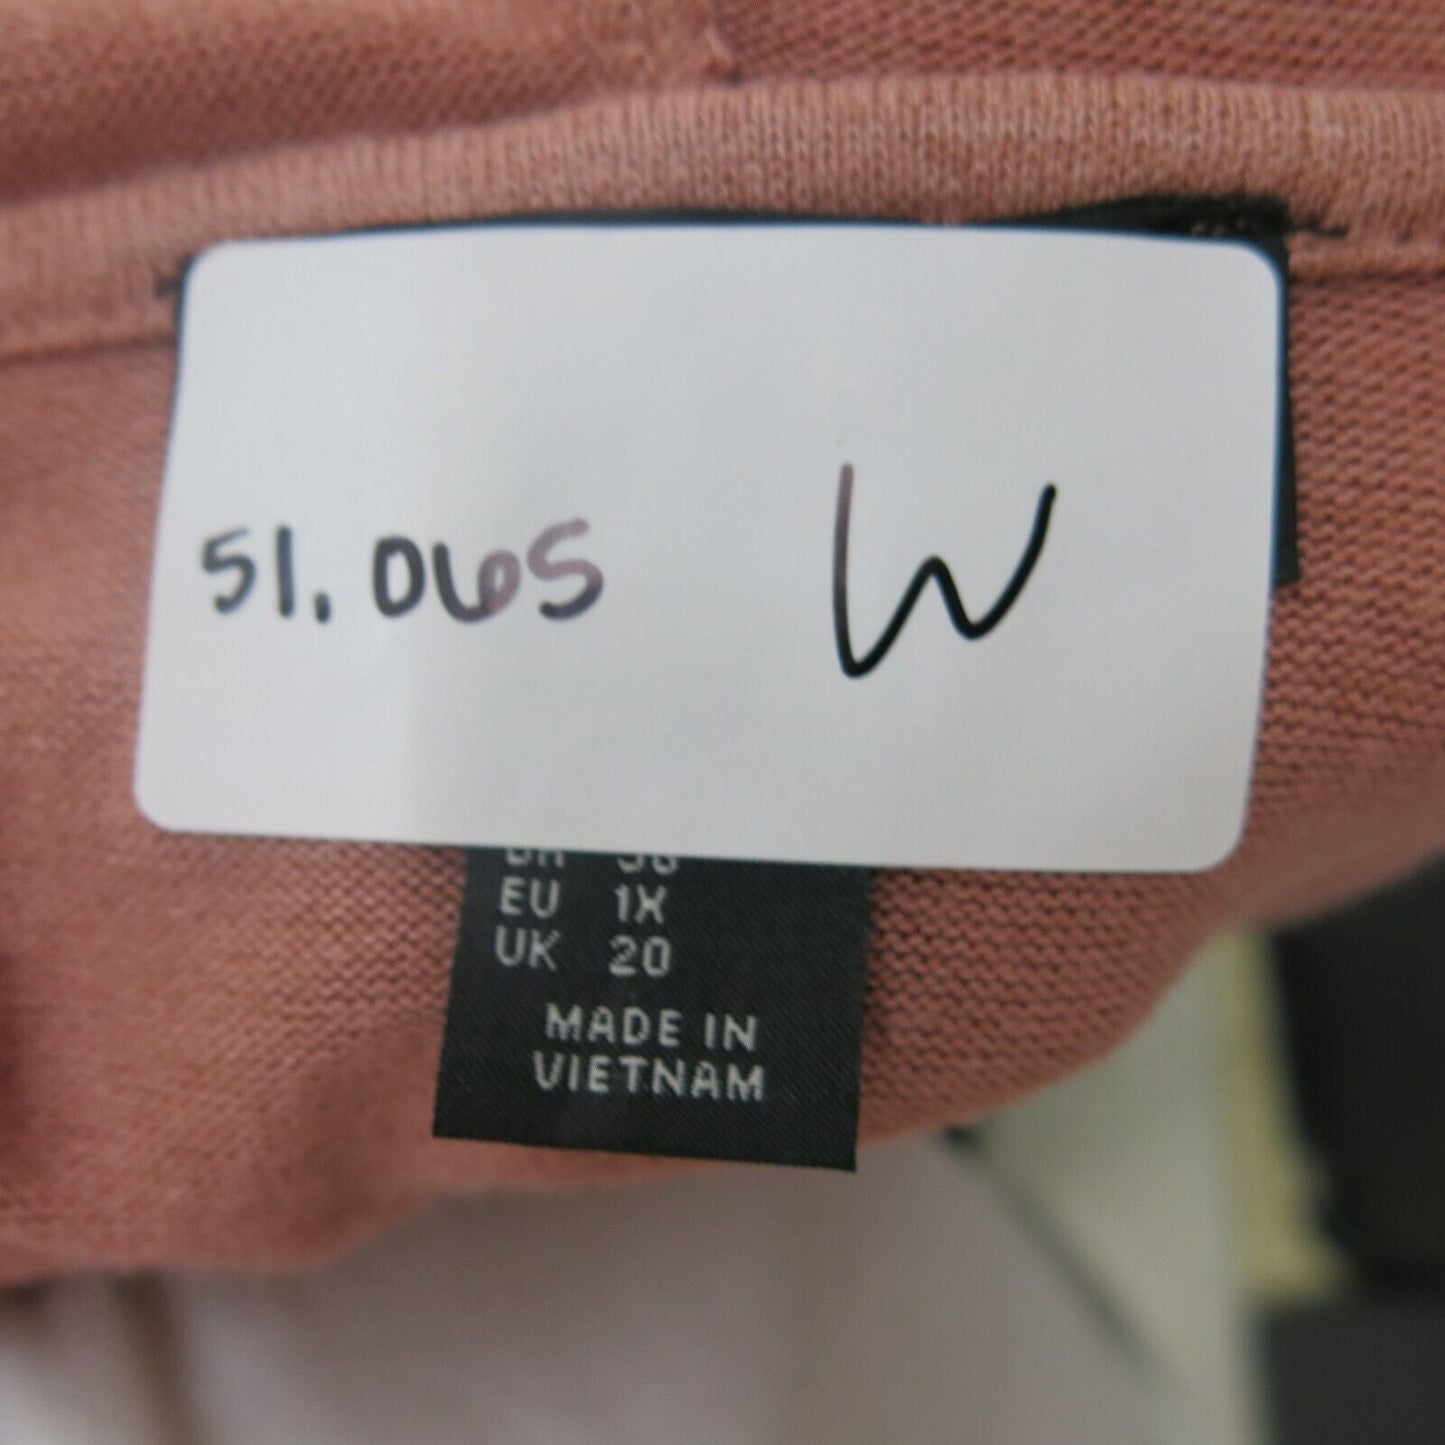 51.065 W
EU 1X
UK 20
MADE IN
VIETNAM